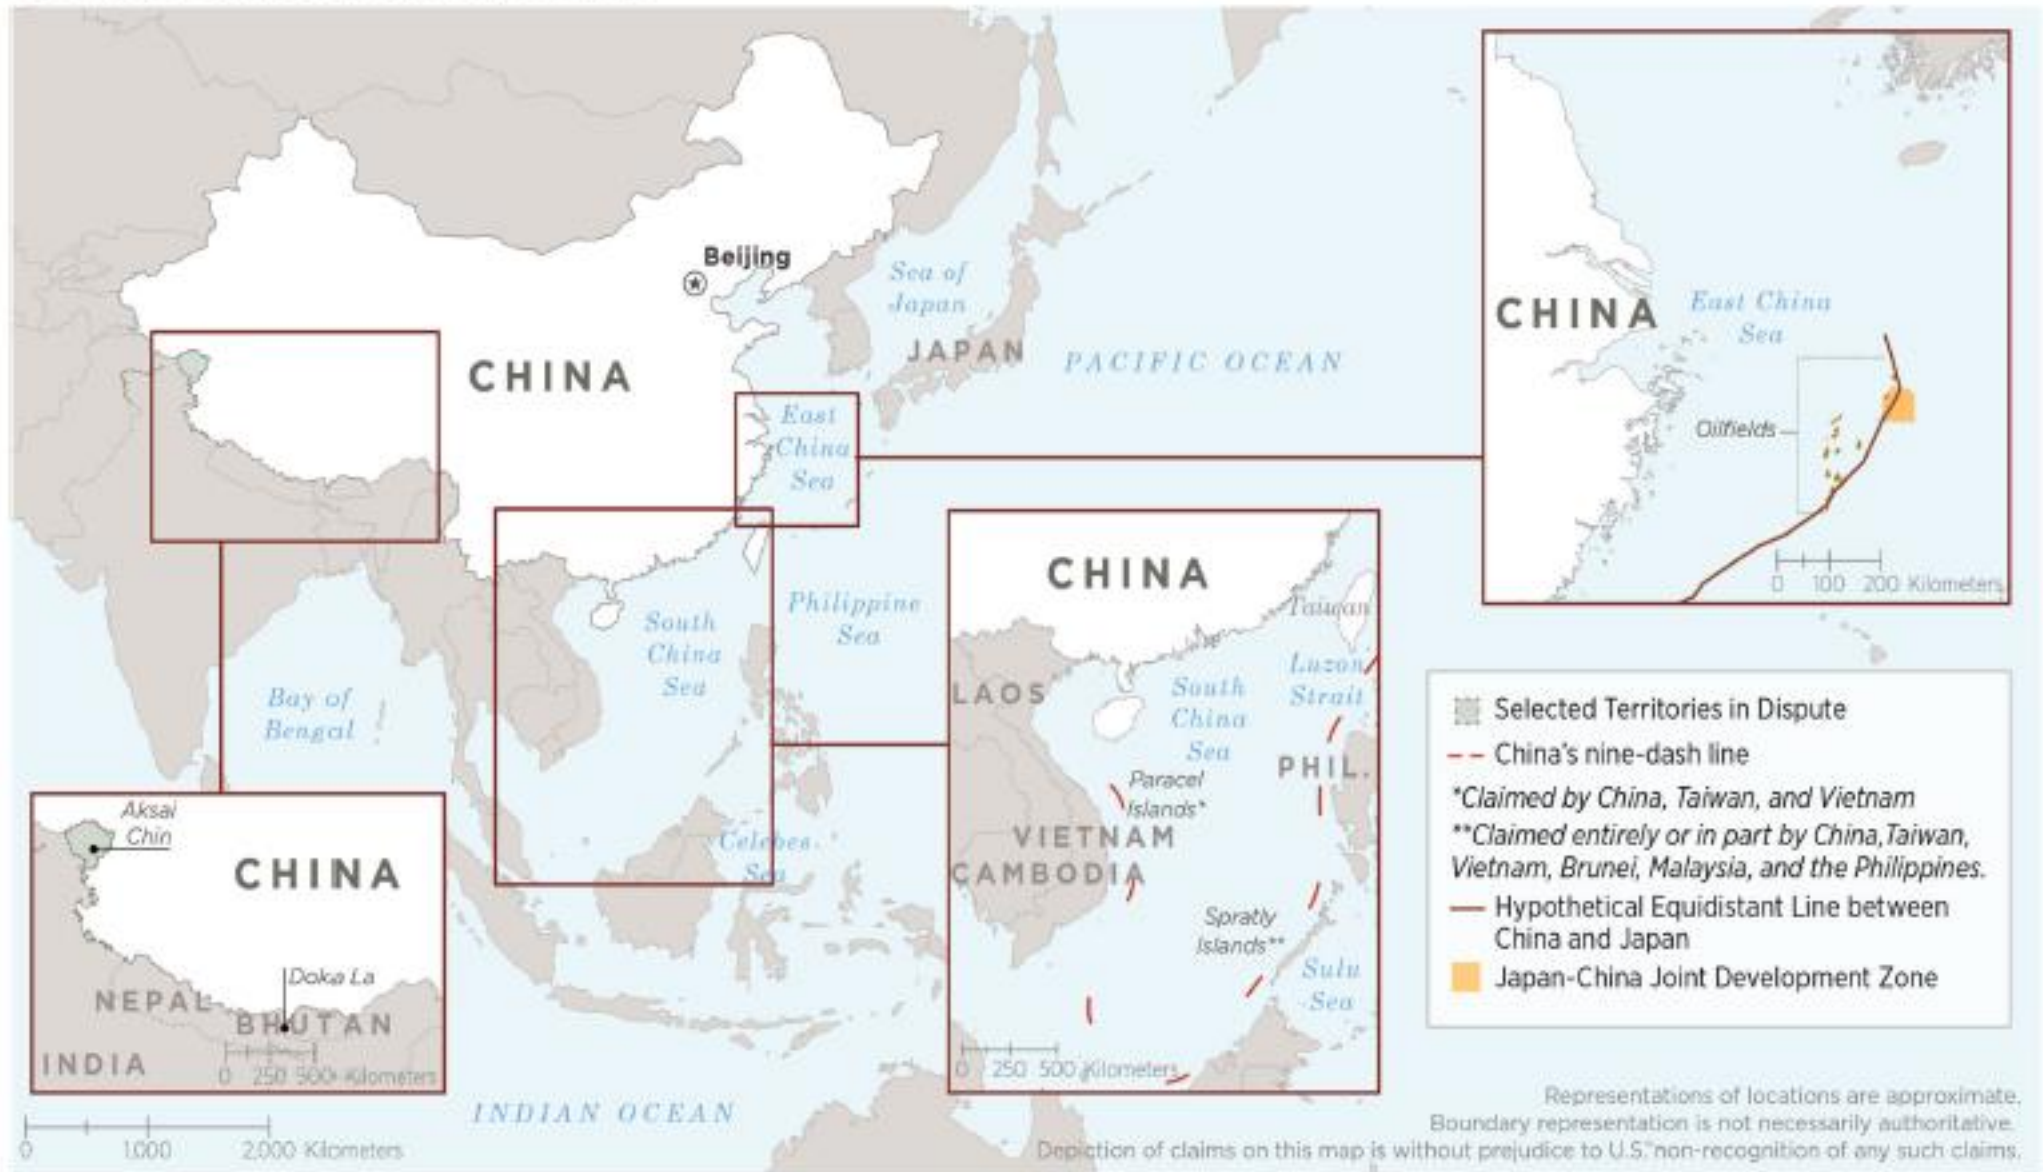 Beijing
Sea of
Japan
JAPAN
PACIFIC OCEAN
CHINA
East
China
Sea
South
China
Sea
Philippine
Sea
Bay of
Bengal
Celebes
Sea
INDIAN OCEAN
0 1,000 2,000 Kilometers
CHINA
East China
Sea
Oilfields
0 100 200 Kilometers
CHINA
Taiwan
Luzon
Strait
LAOS
South
China
Sea
PHIL.
Paracel
Islands*
VIETNAM
CAMBODIA
Spratly
Islands**
Sulu
Sea
0 250 500 Kilometers
Aksai
Chin
CHINA
Doka La
NEPAL
BHUTAN
INDIA
0 250 500 Kilometers
Selected Territories in Dispute
China's nine-dash line
*Claimed by China, Taiwan, and Vietnam
**Claimed entirely or in part by China,Taiwan,
Vietnam, Brunei, Malaysia, and the Philippines.
Hypothetical Equidistant Line between
China and Japan
Japan-China Joint Development Zone
Representations of locations are approximate.
Boundary representation is not necessarily authoritative.
Depiction of claims on this map is without prejudice to U.S. non-recognition of any such claims.